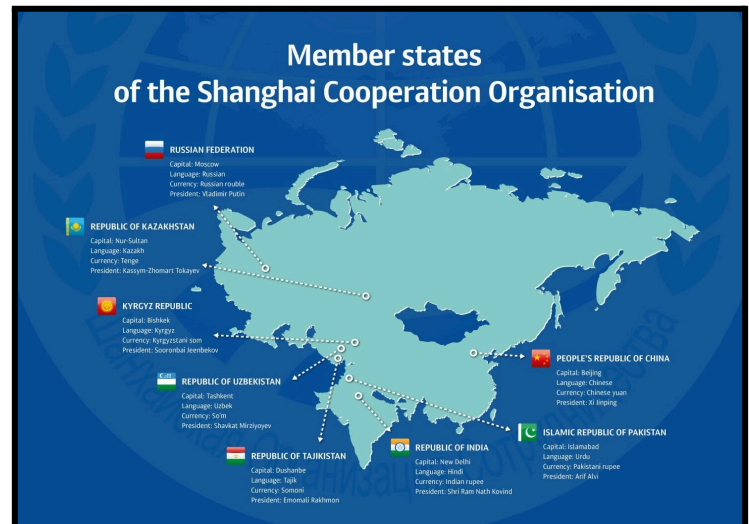 Member states
of the Shanghai Cooperation Organisation
RUSSIAN FEDERATION
Capital: Moscow
Language: Russian
Currency: Russian rouble
President: Vladimir Putin
REPUBLIC OF KAZAKHSTAN
Capital: Nur-Sultan
Language: Kazakh
Currency: Tenge
President: Kassym-Zhomart Tokayev
KYRGYZ REPUBLIC
Capital: Bishkek
Language: Kyrgyz
Currency: Kyrgyzstani som
President: Sooronbai Jeenbekov
REPUBLIC OF UZBEKISTAN
Capital: Tashkent
Language: Uzbek
Currency: So'm
President: Shavkat Mirziyoyev
REPUBLIC OF TAJIKISTAN
Capital: Dushanbe
Language: Tajik
Currency: Somoni
President: Emomali Rakhmon
REPUBLIC OF INDIA
Capital: New Delhi
Language: Hindi
Currency: Indian rupee
President: Shri Ram Nath Kovind
PEOPLE'S REPUBLIC OF CHINA
Capital: Beijing
Language: Chinese
Currency: Chinese yuan
President: Xi Jinping
ISLAMIC REPUBLIC OF PAKISTAN
Capital: Islamabad
Language: Urdu
Currency: Pakistani rupee
President: Arif Alvi